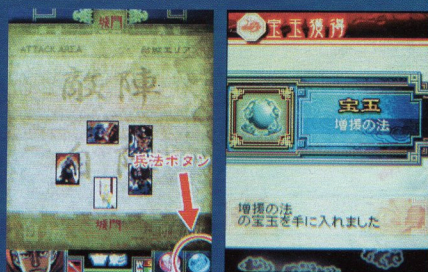 城門
ATTACK AREA
敵城エリア
敵陣
自陣
兵法ボタン
城門
宝玉獲得
宝玉
増援の法
増援の法
の宝玉を手に入れました